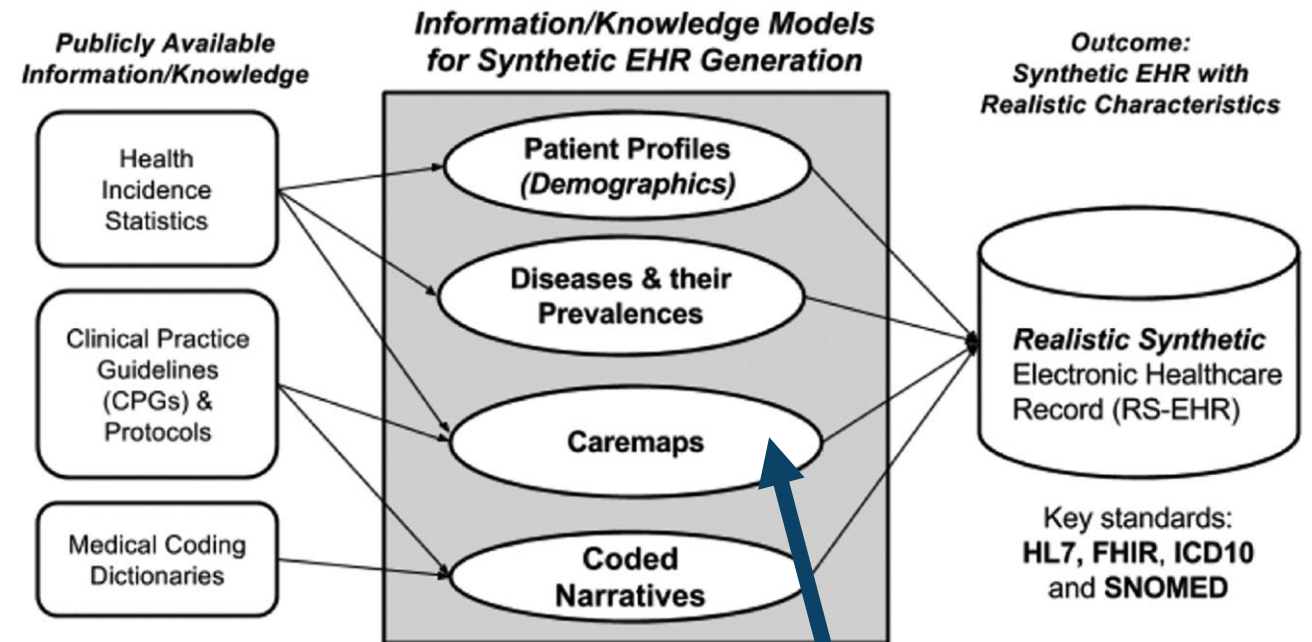 Publicly Available
Information/Knowledge
Health
Incidence
Statistics
Clinical Practice
Guidelines
(CPGs) &
Protocols
Medical Coding
Dictionaries
Information/Knowledge Models
for Synthetic EHR Generation
Patient Profiles
(Demographics)
Diseases & their
Prevalences
Caremaps
Coded
Narratives
Outcome:
Synthetic EHR with
Realistic Characteristics
Realistic Synthetic
Electronic Healthcare
Record (RS-EHR)
Key standards:
HL7, FHIR, ICD10
and SNOMED